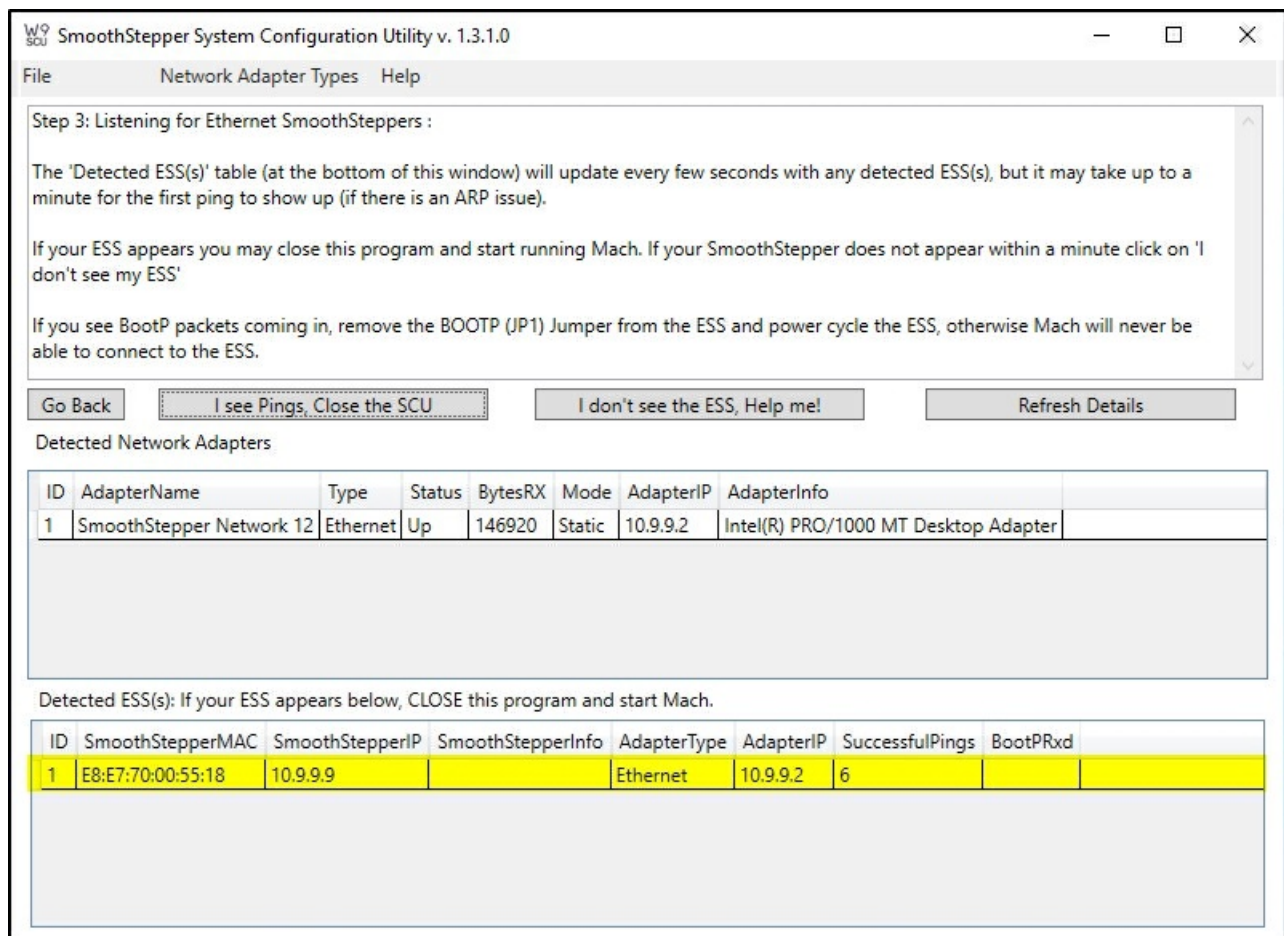 W9 SCU SmoothStepper System Configuration Utility v. 1.3.1.0
File Network Adapter Types Help
Step 3: Listening for Ethernet SmoothSteppers :
The 'Detected ESS(s)' table (at the bottom of this window) will update every few seconds with any detected ESS(s), but it may take up to a
minute for the first ping to show up (if there is an ARP issue).
If your ESS appears you may close this program and start running Mach. If your SmoothStepper does not appear within a minute click on 'I
don't see my ESS'
If you see BootP packets coming in, remove the BOOTP (JP1) Jumper from the ESS and power cycle the ESS, otherwise Mach will never be
able to connect to the ESS.
Go Back I see Pings, Close the SCU I don't see the ESS, Help me! Refresh Details
Detected Network Adapters
ID AdapterName Type Status BytesRX Mode AdapterIP AdapterInfo
1 SmoothStepper Network 12 Ethernet Up 146920 Static 10.9.9.2 Intel(R) PRO/1000 MT Desktop Adapter
Detected ESS(s): If your ESS appears below, CLOSE this program and start Mach.
ID SmoothStepperMAC SmoothStepperIP SmoothStepperInfo AdapterType AdapterIP SuccessfulPings BootPRxd
1 E8:E7:70:00:55:18 10.9.9.9 Ethernet 10.9.9.2 6